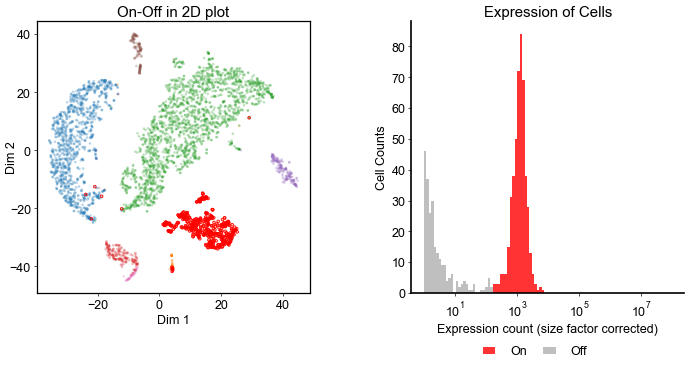 On-Off in 2D plot
Dim 2
40
20
0
−20
−40
−20 0 20 40
Dim 1
Expression of Cells
Cell Counts
80
70
60
50
40
30
20
10
0
10^1 10^3 10^5 10^7
Expression count (size factor corrected)
On Off